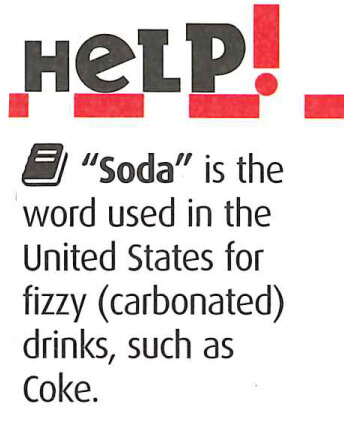 HeLP!
"Soda" is the
word used in the
United States for
fizzy (carbonated)
drinks, such as
Coke.